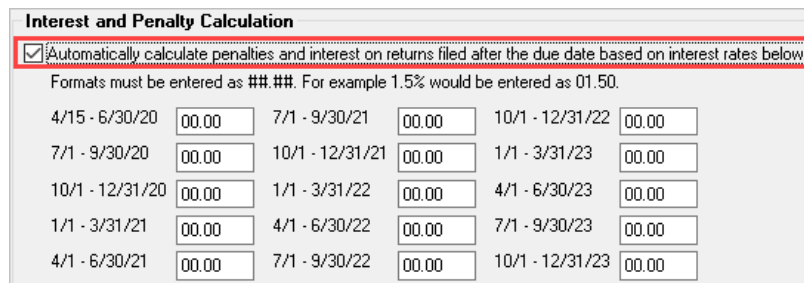 Interest and Penalty Calculation
Automatically calculate penalties and interest on returns filed after the due date based on interest rates below
Formats must be entered as ##.##. For example 1.5% would be entered as 01.50.
4/15 - 6/30/20 00.00 7/1 - 9/30/21 00.00 10/1 - 12/31/22 00.00
7/1 - 9/30/20 00.00 10/1 - 12/31/21 00.00 1/1 - 3/31/23 00.00
10/1 - 12/31/20 00.00 1/1 - 3/31/22 00.00 4/1 - 6/30/23 00.00
1/1 - 3/31/21 00.00 4/1 - 6/30/22 00.00 7/1 - 9/30/23 00.00
4/1 - 6/30/21 00.00 7/1 - 9/30/22 00.00 10/1 - 12/31/23 00.00